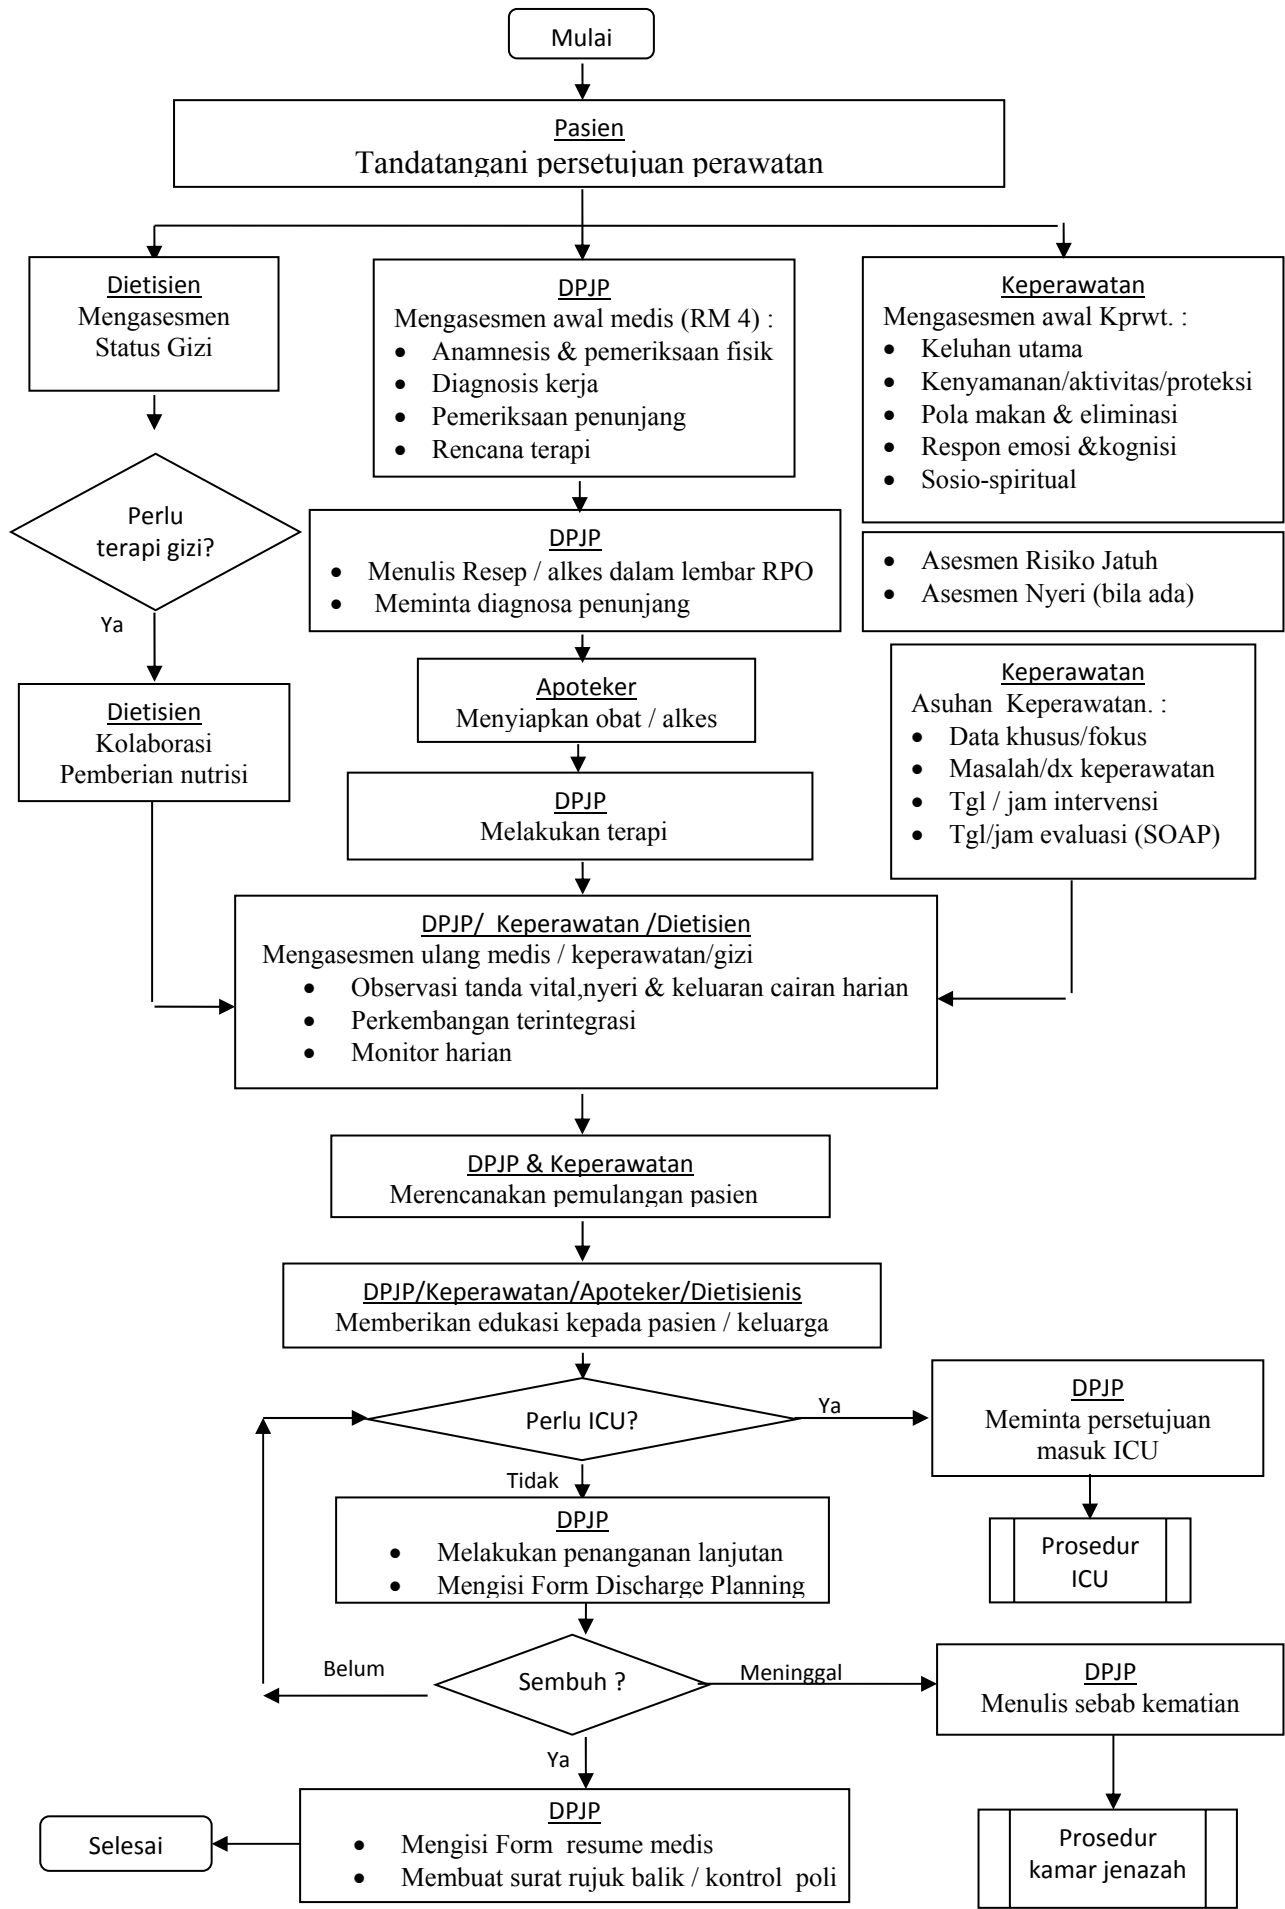 Mulai
Pasien
Tandatangani persetujuan perawatan
Dietisien
Mengasesmen
Status Gizi
DPJP
Mengasesmen awal medis (RM 4) :
• Anamnesis & pemeriksaan fisik
• Diagnosis kerja
• Pemeriksaan penunjang
• Rencana terapi
Keperawatan
Mengasesmen awal Kprwt. :
• Keluhan utama
• Kenyamanan/aktivitas/proteksi
• Pola makan & eliminasi
• Respon emosi &kognisi
• Sosio-spiritual
Perlu
terapi gizi?
Ya
DPJP
• Menulis Resep / alkes dalam lembar RPO
• Meminta diagnosa penunjang
• Asesmen Risiko Jatuh
• Asesmen Nyeri (bila ada)
Dietisien
Kolaborasi
Pemberian nutrisi
Apoteker
Menyiapkan obat / alkes
Keperawatan
Asuhan Keperawatan. :
• Data khusus/fokus
• Masalah/dx keperawatan
• Tgl / jam intervensi
• Tgl/jam evaluasi (SOAP)
DPJP
Melakukan terapi
DPJP/ Keperawatan /Dietisien
Mengasesmen ulang medis / keperawatan/gizi
• Observasi tanda vital,nyeri & keluaran cairan harian
• Perkembangan terintegrasi
• Monitor harian
DPJP & Keperawatan
Merencanakan pemulangan pasien
DPJP/Keperawatan/Apoteker/Dietisienis
Memberikan edukasi kepada pasien / keluarga
Perlu ICU?
Ya
DPJP
Meminta persetujuan
masuk ICU
Tidak
DPJP
• Melakukan penanganan lanjutan
• Mengisi Form Discharge Planning
Prosedur
ICU
Belum
Sembuh ?
Meninggal
DPJP
Menulis sebab kematian
Ya
DPJP
• Mengisi Form resume medis
• Membuat surat rujuk balik / kontrol poli
Selesai
Prosedur
kamar jenazah